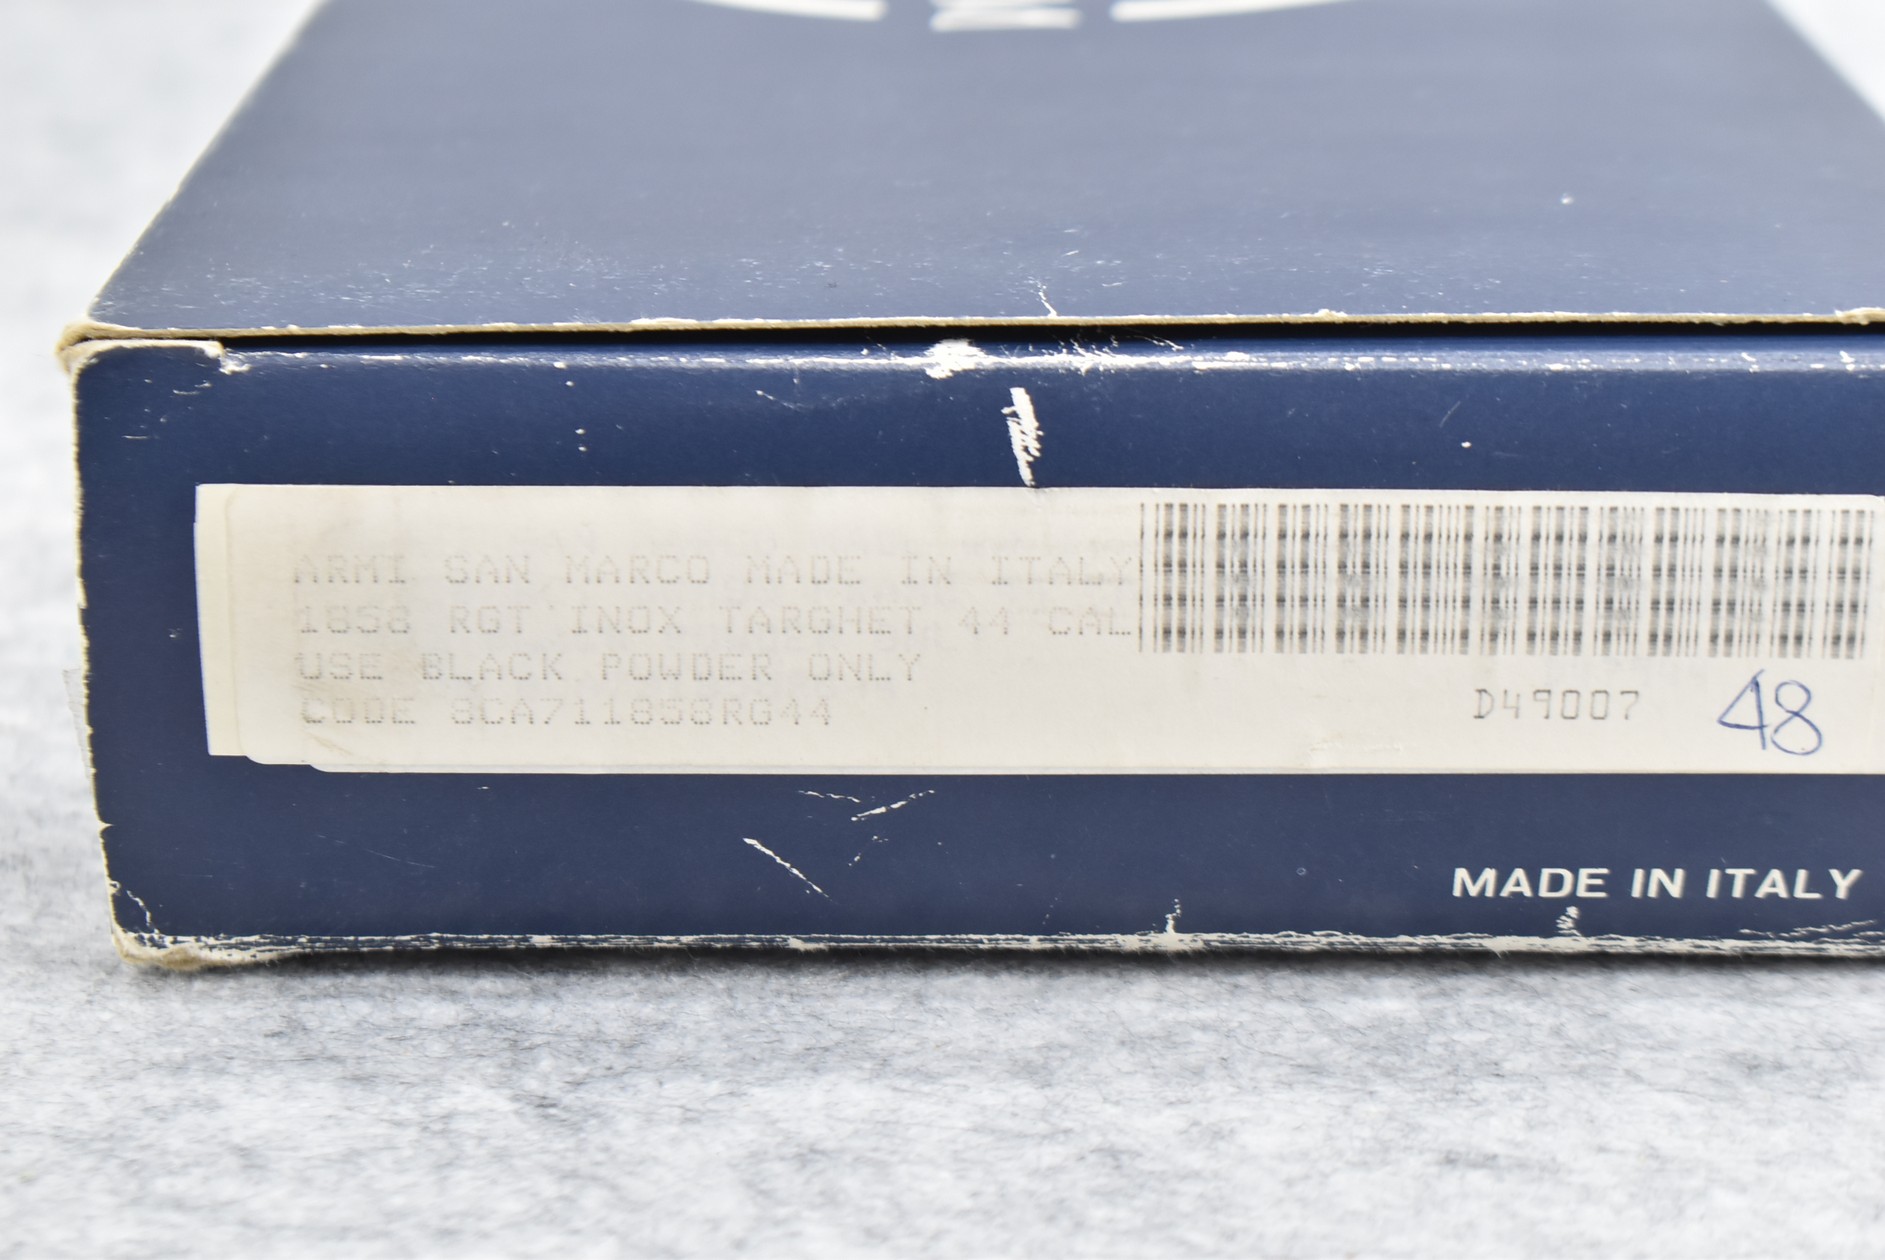 ARMI SAN MARCO MADE IN ITALY
1858 RGT INOX TARGHET 44 CAL
USE BLACK POWDER ONLY
CODE 8CA711858RG44
D49007
48
MADE IN ITALY